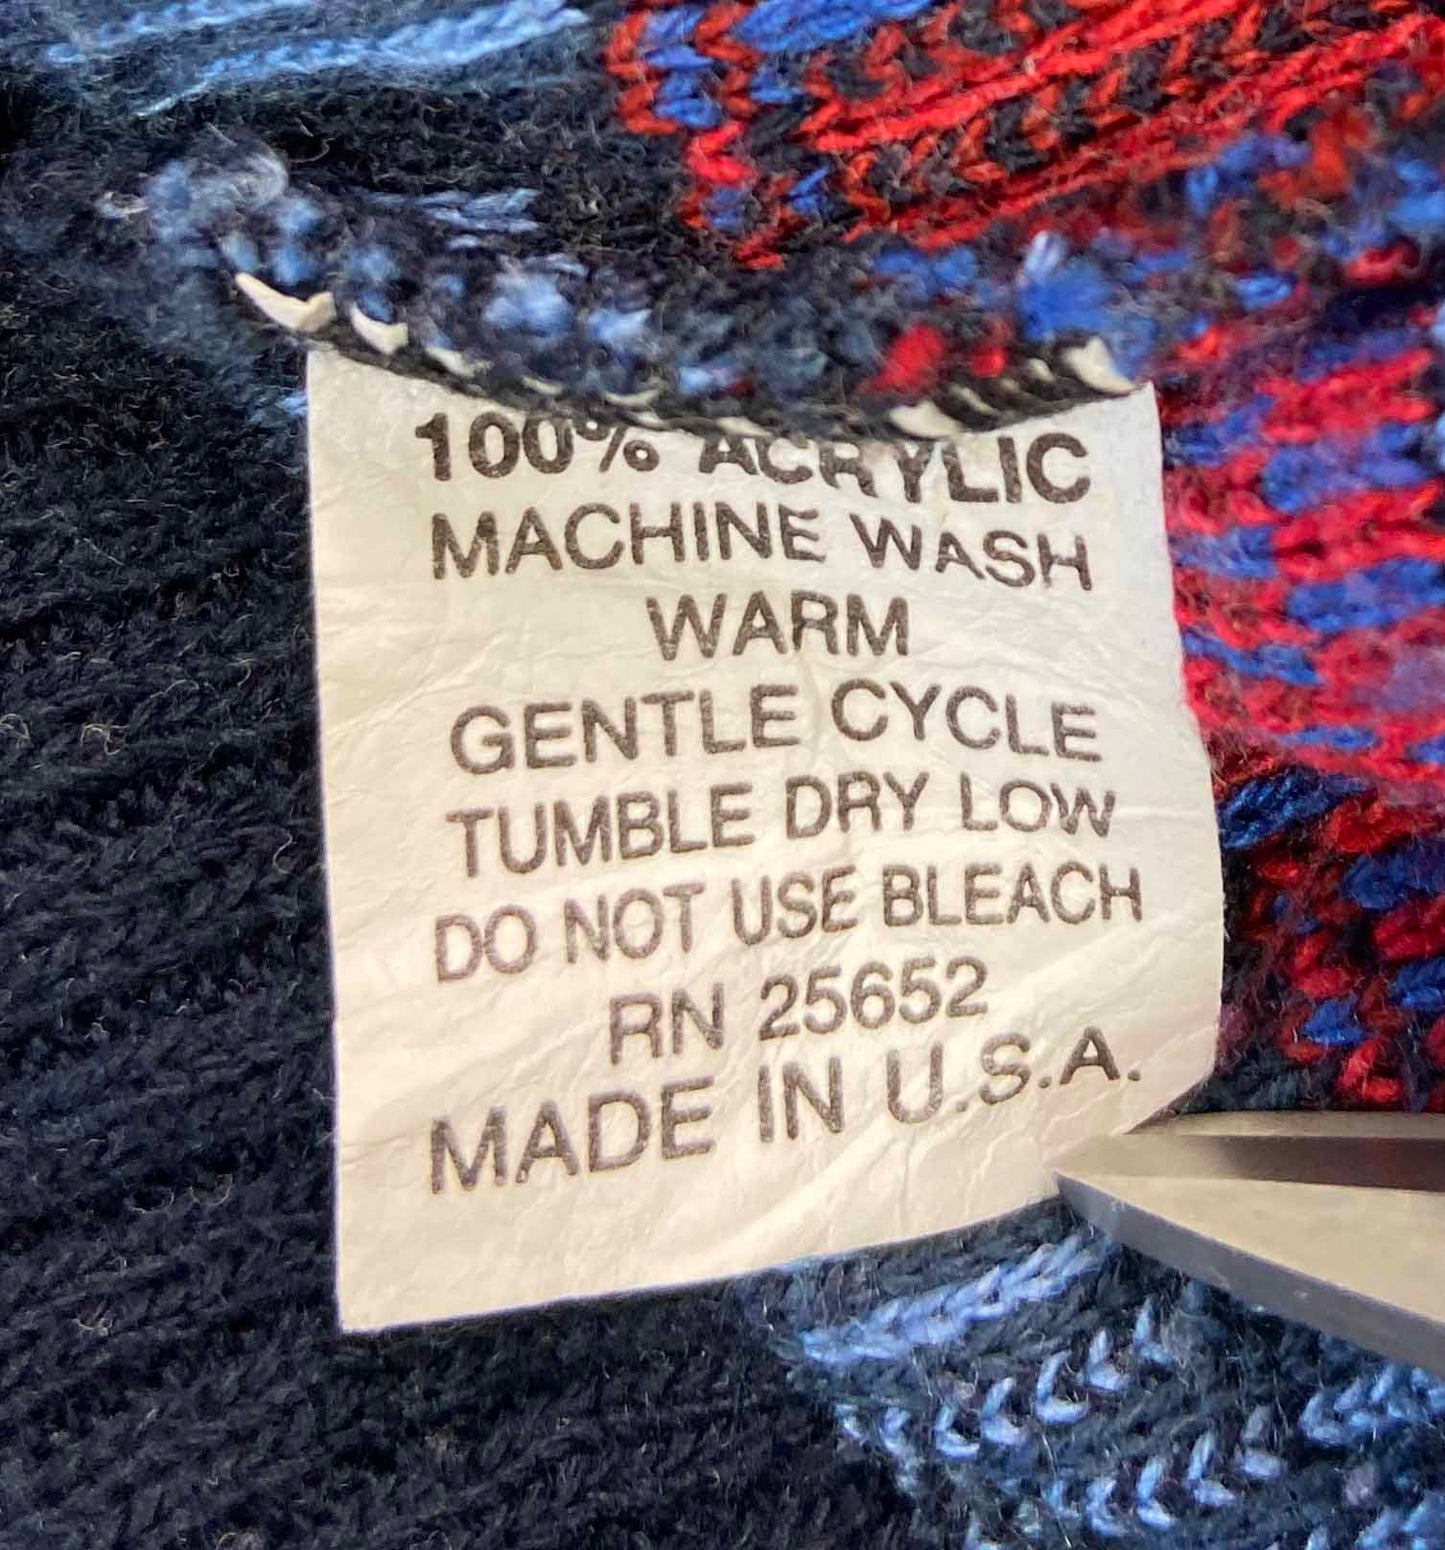 100% ACRYLIC
MACHINE WASH
WARM
GENTLE CYCLE
TUMBLE DRY LOW
DO NOT USE BLEACH
RN 25652
MADE IN U.S.A.